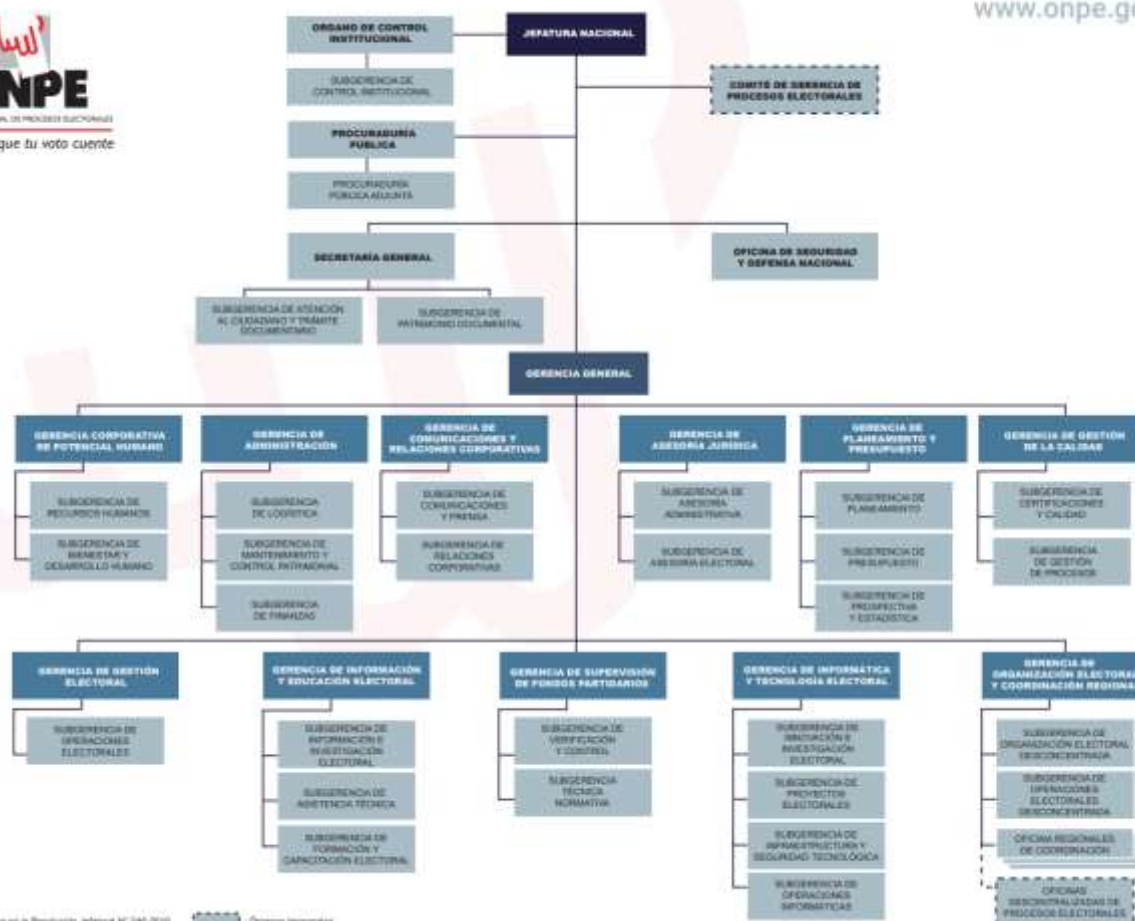 www.onpe.go
NPE
que tu voto cuente
ÓRGANO DE CONTROL
INSTITUCIONAL
JEFATURA NACIONAL
SUBGERENCIA DE
CONTROL INSTITUCIONAL
COMITÉ DE GERENCIA DE
PROCESOS ELECTORALES
PROCURADURÍA
PÚBLICA
PROCURADURÍA
PÚBLICA ADJUNTA
SECRETARÍA GENERAL
OFICINA DE SEGURIDAD
Y DEFENSA NACIONAL
SUBGERENCIA DE ATENCIÓN
AL CIUDADANO Y TRÁMITE
DOCUMENTARIO
SUBGERENCIA DE
PATRIMONIO DOCUMENTAL
GERENCIA GENERAL
GERENCIA CORPORATIVA
DE POTENCIAL HUMANO
GERENCIA DE
ADMINISTRACIÓN
GERENCIA DE
COMUNICACIONES Y
RELACIONES CORPORATIVAS
GERENCIA DE
ASESORÍA JURÍDICA
GERENCIA DE
PLANEAMIENTO Y
PRESUPUESTO
GERENCIA DE GESTIÓN
DE LA CALIDAD
SUBGERENCIA DE
RECURSOS HUMANOS
SUBGERENCIA DE
BIENESTAR Y
DESARROLLO HUMANO
SUBGERENCIA
DE LOGÍSTICA
SUBGERENCIA DE
MANTENIMIENTO Y
CONTROL PATRIMONIAL
SUBGERENCIA
DE FINANZAS
SUBGERENCIA DE
COMUNICACIONES
Y PRENSA
SUBGERENCIA DE
RELACIONES
CORPORATIVAS
SUBGERENCIA DE
ASESORÍA
ADMINISTRATIVA
SUBGERENCIA DE
ASESORÍA ELECTORAL
SUBGERENCIA DE
PLANEAMIENTO
SUBGERENCIA DE
PRESUPUESTO
SUBGERENCIA DE
PROSPECTIVA
Y ESTADÍSTICA
SUBGERENCIA DE
CERTIFICACIONES
Y CALIDAD
SUBGERENCIA
DE GESTIÓN
DE PROCESOS
GERENCIA DE GESTIÓN
ELECTORAL
GERENCIA DE INFORMACIÓN
Y EDUCACIÓN ELECTORAL
GERENCIA DE SUPERVISIÓN
DE FONDOS PARTIDARIOS
GERENCIA DE INFORMÁTICA
Y TECNOLOGÍA ELECTORAL
GERENCIA DE
ORGANIZACIÓN ELECTORAL
Y COORDINACIÓN REGIONAL
SUBGERENCIA DE
OPERACIONES
ELECTORALES
SUBGERENCIA DE
INFORMACIÓN E
INVESTIGACIÓN
ELECTORAL
SUBGERENCIA DE
ASISTENCIA TÉCNICA
SUBGERENCIA DE
FORMACIÓN Y
CAPACITACIÓN ELECTORAL
SUBGERENCIA DE
VERIFICACIÓN
Y CONTROL
SUBGERENCIA
TÉCNICA
NORMATIVA
SUBGERENCIA DE
INNOVACIÓN E
INVESTIGACIÓN
ELECTORAL
SUBGERENCIA DE
PROYECTOS
ELECTORALES
SUBGERENCIA DE
INFRAESTRUCTURA Y
SEGURIDAD TECNOLÓGICA
SUBGERENCIA DE
OPERACIONES
INFORMÁTICAS
SUBGERENCIA DE
ORGANIZACIÓN ELECTORAL
DESCONCENTRADA
SUBGERENCIA DE
OPERACIONES
ELECTORALES
DESCONCENTRADA
OFICINA REGIONALES
DE COORDINACIÓN
OFICINAS
DESCENTRALIZADAS DE
PROCESOS ELECTORALES